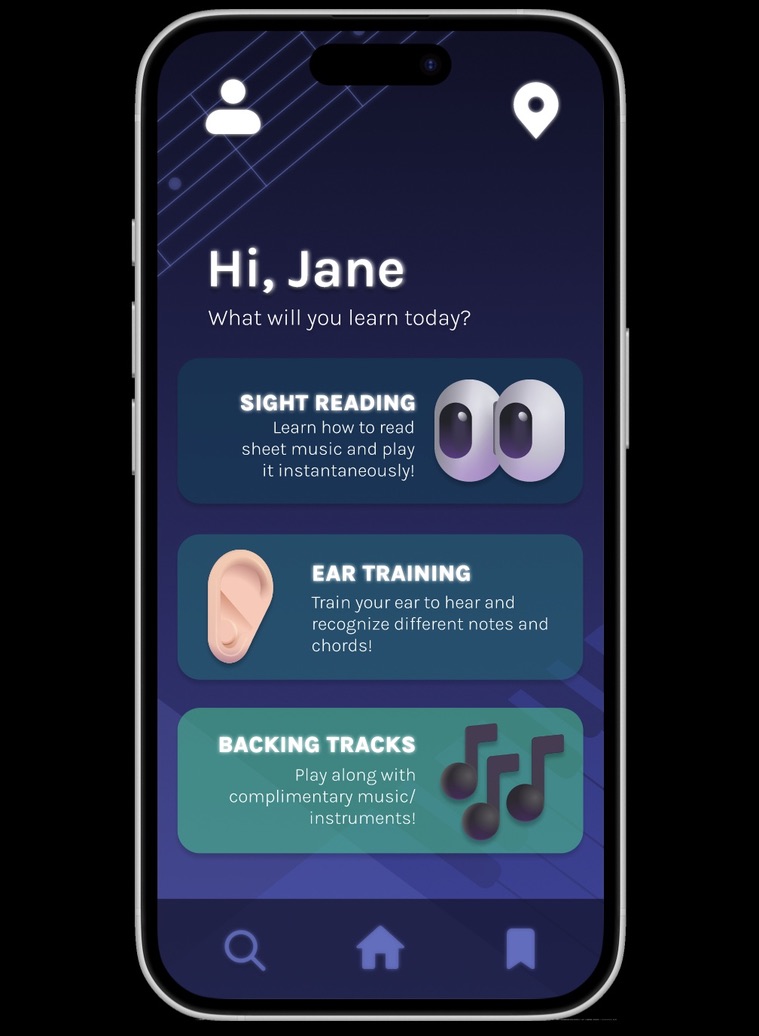 Hi, Jane
What will you learn today?
SIGHT READING
Learn how to read
sheet music and play
it instantaneously!
EAR TRAINING
Train your ear to hear and
recognize different notes and
chords!
BACKING TRACKS
Play along with
complimentary music/
instruments!